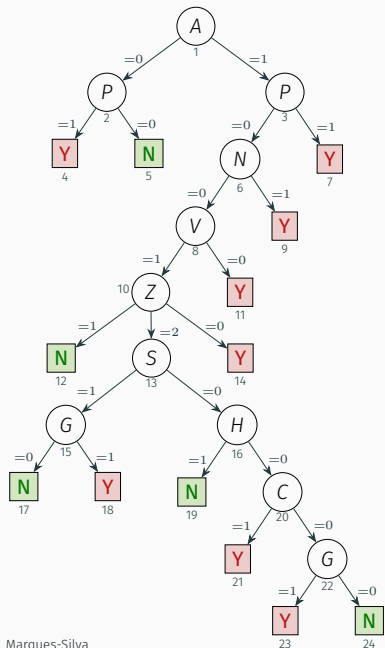 A
1
=0 =1
P P
2 3
=1 =0 =0 =1
Y N N Y
4 5 6 7
=0 =1
V Y
8 9
=1 =0
10 Z Y
11
=1 =2 =0
N S Y
12 13 14
=1 =0
G H
15 16
=0 =1 =1 =0
N Y N C
17 18 19 20
=1 =0
Y G
21 22
=1 =0
Y N
23 24
Marques-Silva